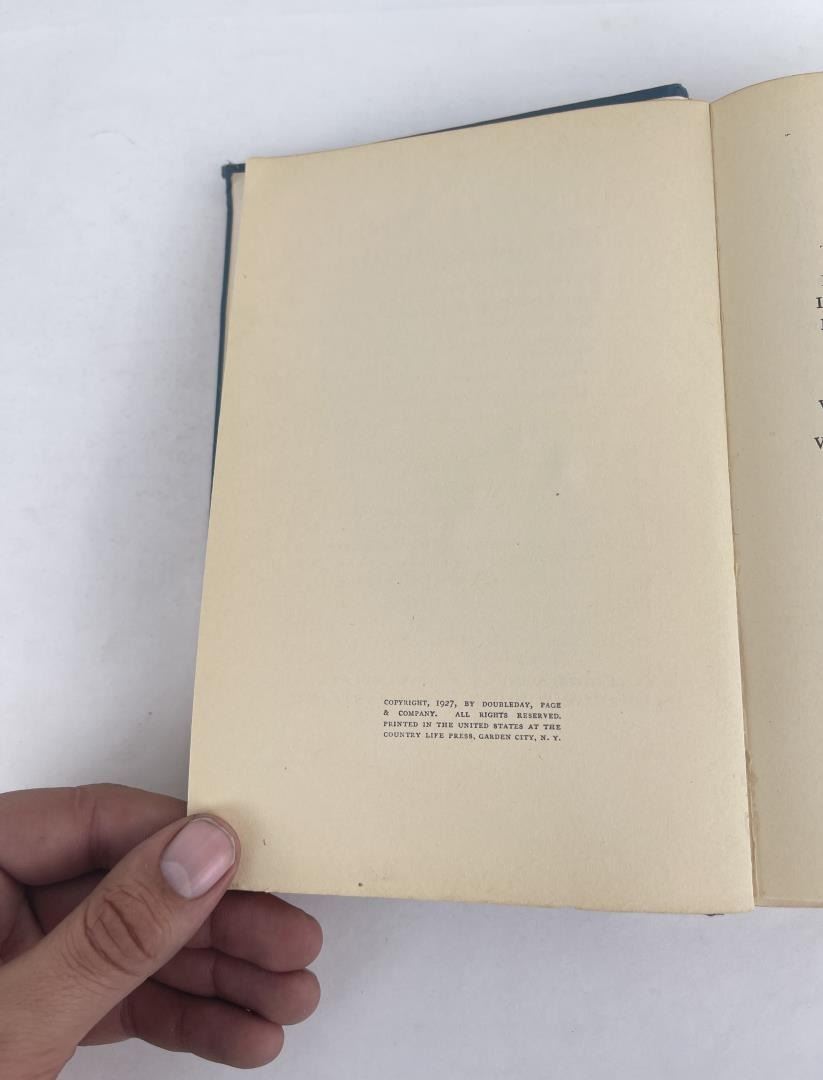 COPYRIGHT, 1927, BY DOUBLEDAY, PAGE
& COMPANY. ALL RIGHTS RESERVED.
PRINTED IN THE UNITED STATES AT THE
COUNTRY LIFE PRESS, GARDEN CITY, N. Y.